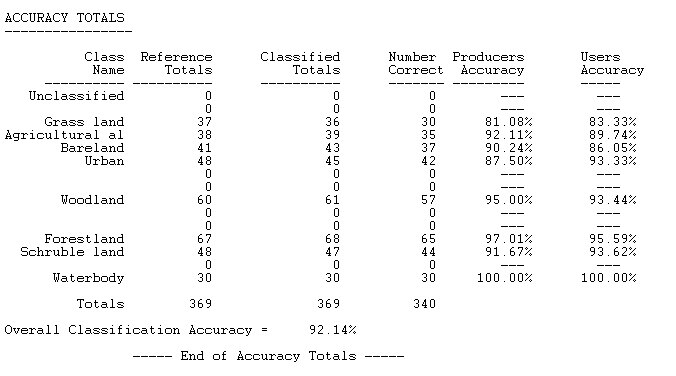 ACCURACY TOTALS
----------------
Class Reference Classified Number Producers Users
Name Totals Totals Correct Accuracy Accuracy
---------- ---------- ---------- ------- --------- -----
Unclassified 0 0 0 --- ---
0 0 0 --- ---
Grass land 37 36 30 81.08% 83.33%
Agricultural al 38 39 35 92.11% 89.74%
Bareland 41 43 37 90.24% 86.05%
Urban 48 45 42 87.50% 93.33%
0 0 0 --- ---
0 0 0 --- ---
Woodland 60 61 57 95.00% 93.44%
0 0 0 --- ---
0 0 0 --- ---
Forestland 67 68 65 97.01% 95.59%
Schruble land 48 47 44 91.67% 93.62%
0 0 0 --- ---
Waterbody 30 30 30 100.00% 100.00%
Totals 369 369 340
Overall Classification Accuracy = 92.14%
----- End of Accuracy Totals -----